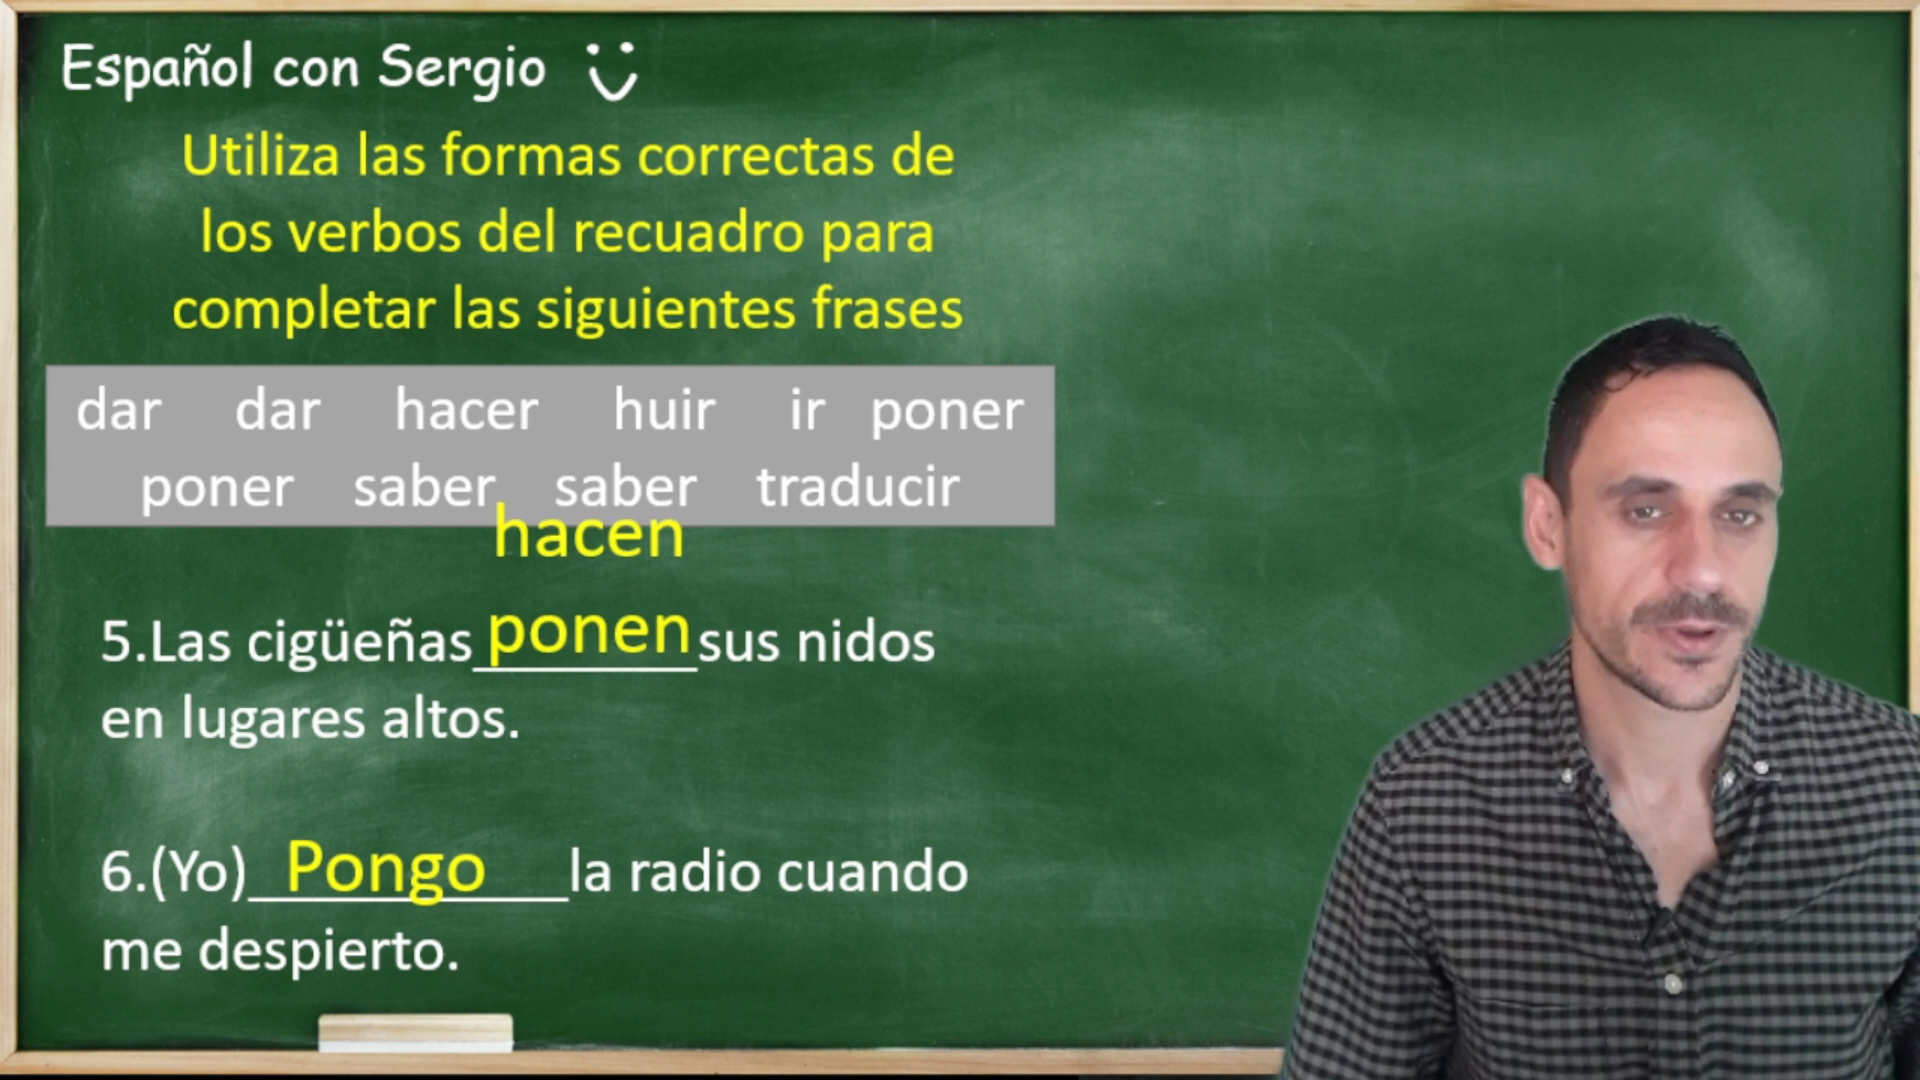 Español con Sergio
Utiliza las formas correctas de
los verbos del recuadro para
completar las siguientes frases
dar dar hacer huir ir poner
poner saber saber traducir
hacen
5.Las cigüeñas ponen sus nidos
en lugares altos.
6.(Yo) Pongo la radio cuando
me despierto.